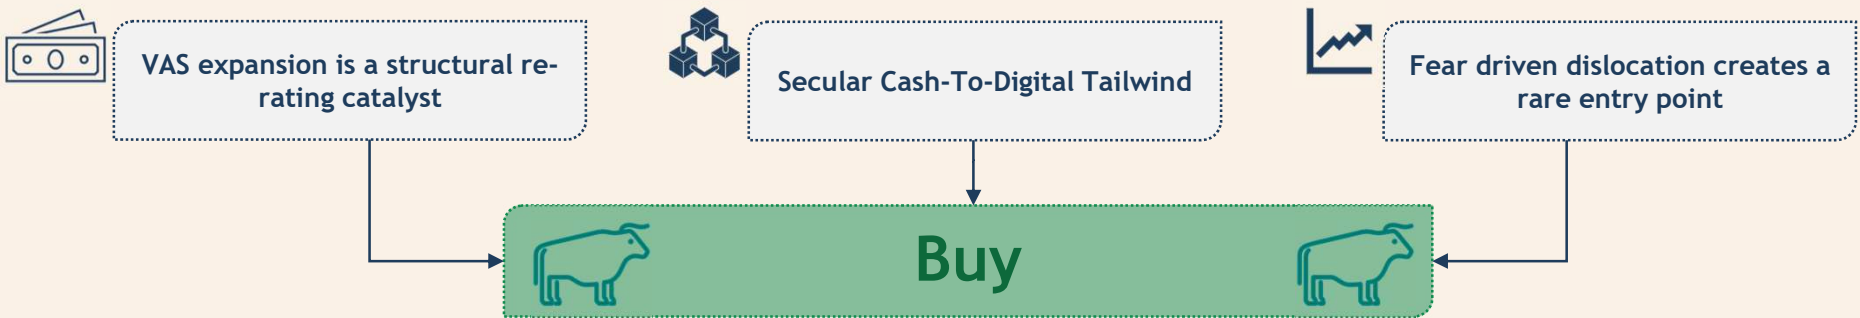 VAS expansion is a structural re-
rating catalyst
Secular Cash-To-Digital Tailwind
Fear driven dislocation creates a
rare entry point
Buy